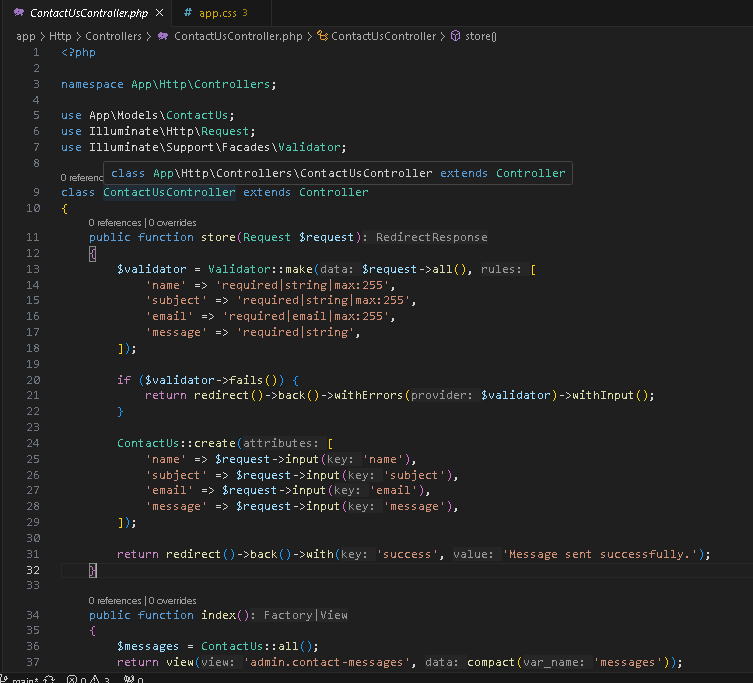 ContactUsController.php × # app.css 3
app > Http > Controllers > ContactUsController.php > ContactUsController > store()
1 <?php
2
3 namespace App\Http\Controllers;
4
5 use App\Models\ContactUs;
6 use Illuminate\Http\Request;
7 use Illuminate\Support\Facades\Validator;
8
class App\Http\Controllers\ContactUsController extends Controller
0 referenc
9 class ContactUsController extends Controller
10 {
0 references | 0 overrides
11 public function store(Request $request): RedirectResponse
12 {
13 $validator = Validator::make(data: $request->all(), rules: [
14 'name' => 'required|string|max:255',
15 'subject' => 'required|string|max:255',
16 'email' => 'required|email|max:255',
17 'message' => 'required|string',
18 ]);
19
20 if ($validator->fails()) {
21 return redirect()->back()->withErrors(provider: $validator)->withInput();
22 }
23
24 ContactUs::create(attributes: [
25 'name' => $request->input(key: 'name'),
26 'subject' => $request->input(key: 'subject'),
27 'email' => $request->input(key: 'email'),
28 'message' => $request->input(key: 'message'),
29 ]);
30
31 return redirect()->back()->with(key: 'success', value: 'Message sent successfully.');
32 }
33
0 references | 0 overrides
34 public function index(): Factory|View
35 {
36 $messages = ContactUs::all();
37 return view(view: 'admin.contact-messages', data: compact(var_name: 'messages'));
main* 0 3 0